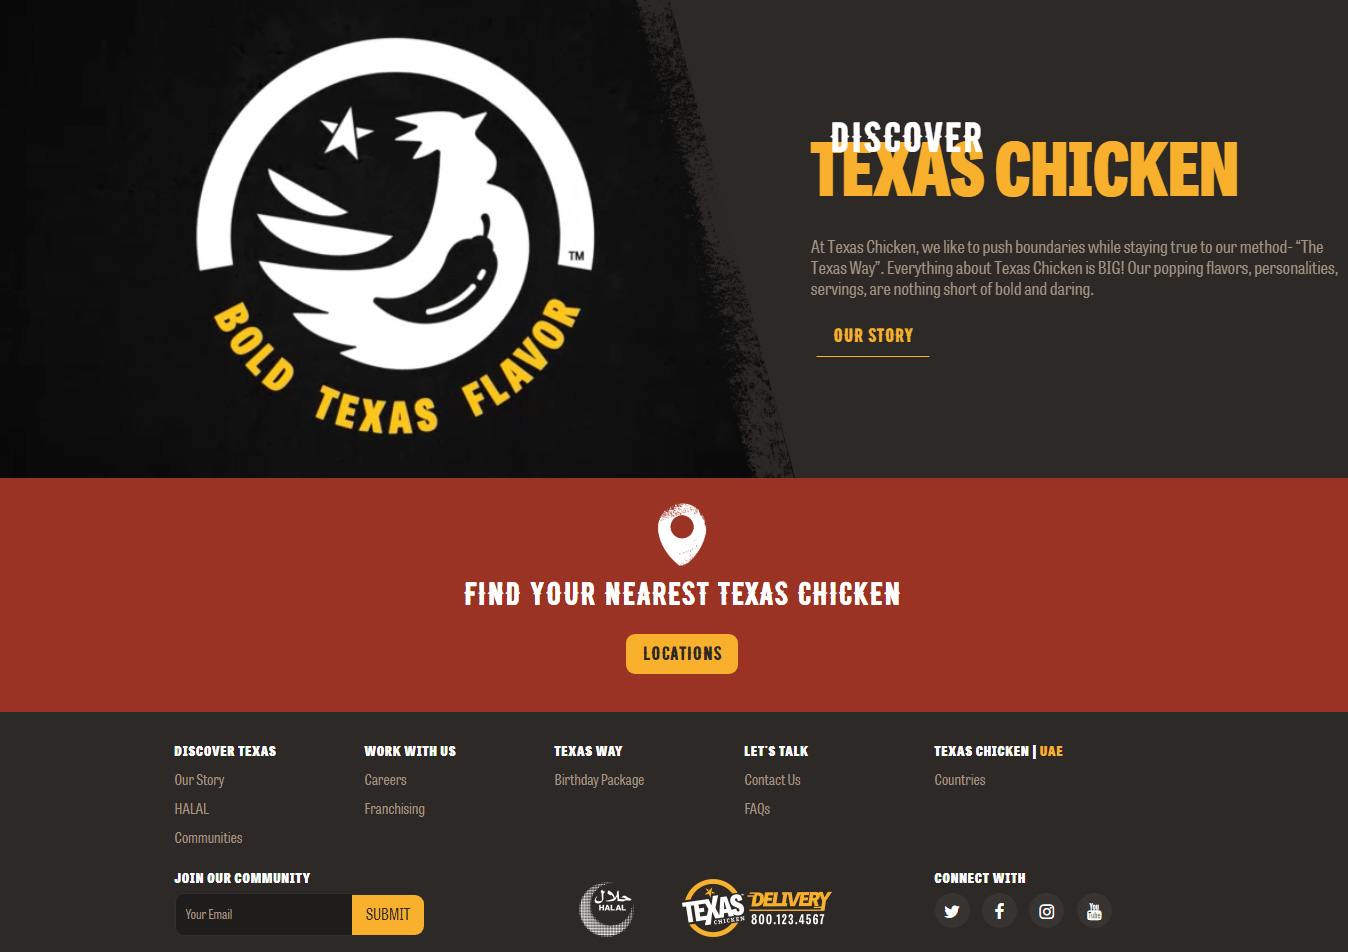 DISCOVER
TEXAS CHICKEN
TM
BOLD TEXAS FLAVOR
At Texas Chicken, we like to push boundaries while staying true to our method- “The
Texas Way”. Everything about Texas Chicken is BIG! Our popping flavors, personalities,
servings, are nothing short of bold and daring.
OUR STORY
FIND YOUR NEAREST TEXAS CHICKEN
LOCATIONS
DISCOVER TEXAS
Our Story
HALAL
Communities
WORK WITH US
Careers
Franchising
TEXAS WAY
Birthday Package
LET'S TALK
Contact Us
FAQs
TEXAS CHICKEN | UAE
Countries
JOIN OUR COMMUNITY
Your Email
SUBMIT
حلال
HALAL
TEXAS
CHICKEN
DELIVERY
800.123.4567
CONNECT WITH
You
Tube